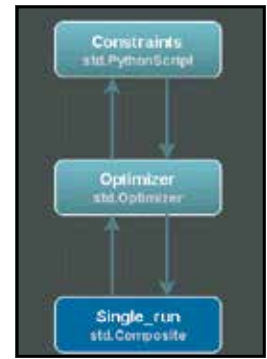 Constraints
std.PythonScript
Optimizer
std.Optimizer
Single_run
std.Composite